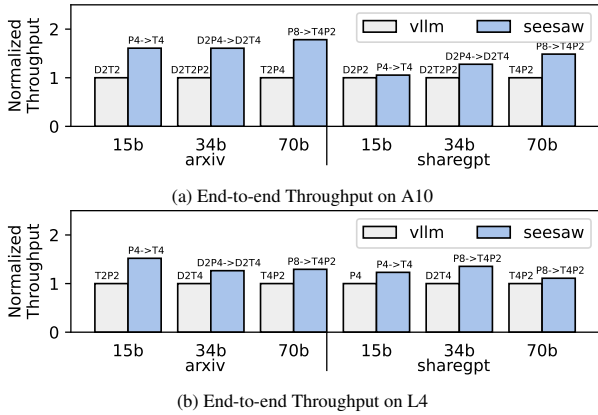 Normalized
Throughput
2
1
0
vllm
seesaw
D2T2
P4->T4
D2T2P2
D2P4->D2T4
T2P4
P8->T4P2
D2P2
P4->T4
D2T2P2
D2P4->D2T4
T4P2
P8->T4P2
15b
34b
70b
15b
34b
70b
arxiv
sharegpt
(a) End-to-end Throughput on A10
Normalized
Throughput
2
1
0
vllm
seesaw
T2P2
P4->T4
D2T4
D2P4->D2T4
T4P2
P8->T4P2
P4
P4->T4
D2T4
P8->T4P2
T4P2
P8->T4P2
15b
34b
70b
15b
34b
70b
arxiv
sharegpt
(b) End-to-end Throughput on L4